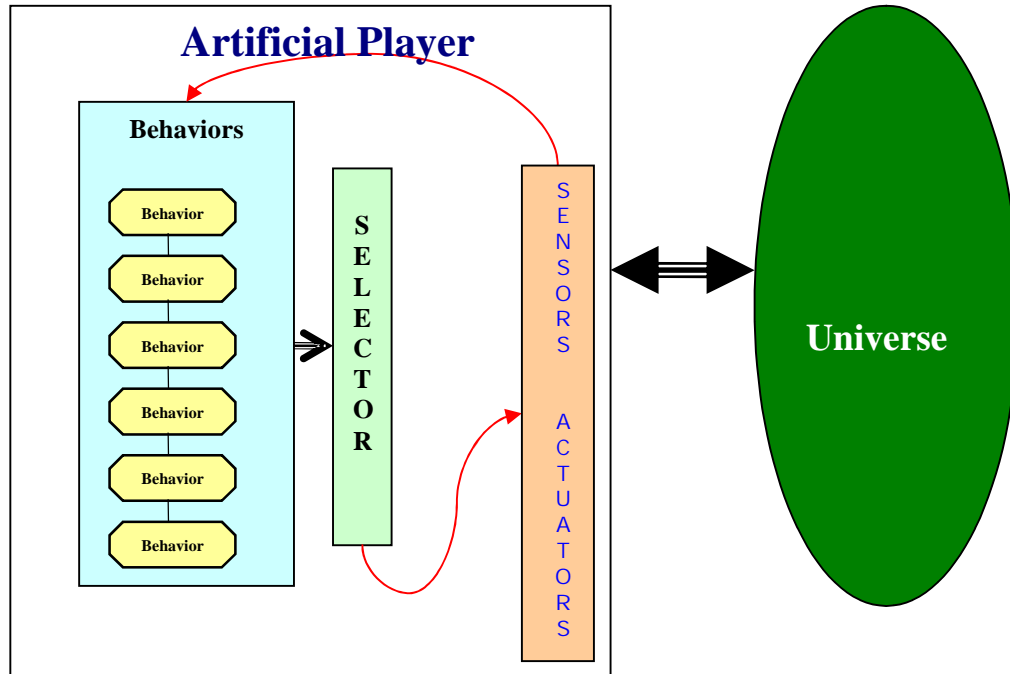 Artificial Player
Behaviors
Behavior
Behavior
Behavior
Behavior
Behavior
Behavior
SELECTOR
SENSORS ACTUATORS
Universe